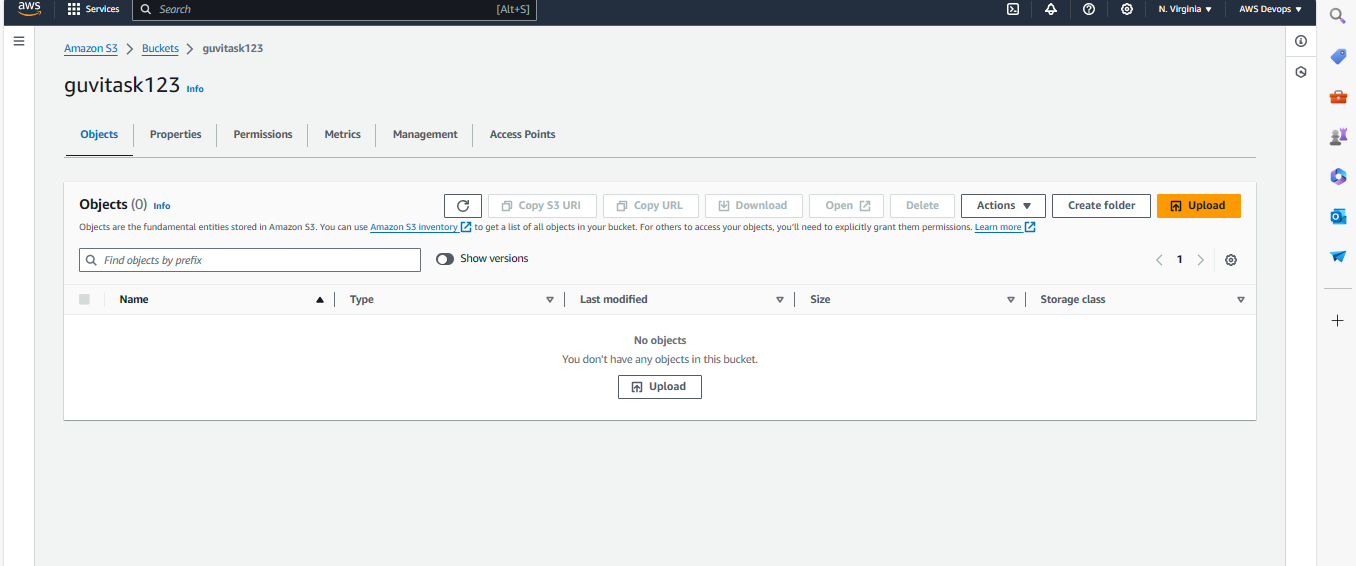 aws Services Search [Alt+S] N. Virginia AWS Devops
Amazon S3 Buckets guvitask123
guvitask123 Info
Objects Properties Permissions Metrics Management Access Points
Objects (0) Info Copy S3 URI Copy URL Download Open Delete Actions Create folder Upload
Objects are the fundamental entities stored in Amazon S3. You can use Amazon S3 inventory to get a list of all objects in your bucket. For others to access your objects, you'll need to explicitly grant them permissions. Learn more
Find objects by prefix Show versions 1
Name Type Last modified Size Storage class
No objects
You don't have any objects in this bucket.
Upload